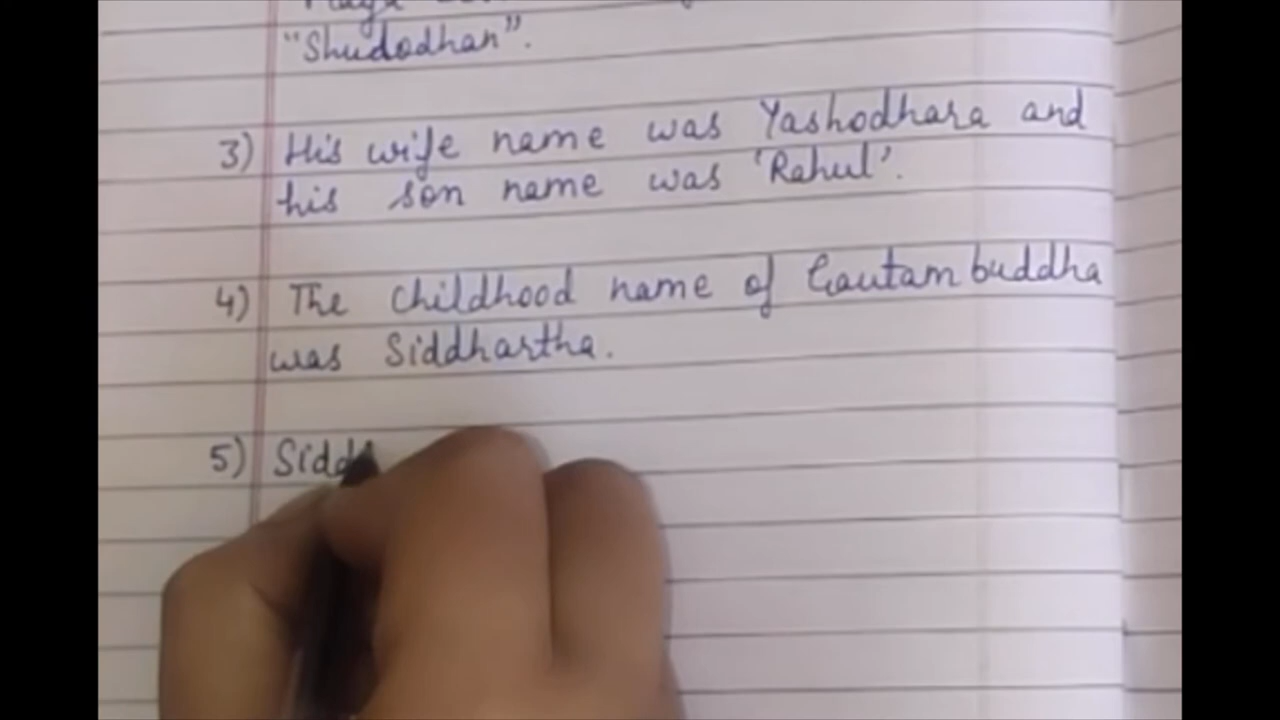 "Shudodhan".
3) His wife name was Yashodhara and
his son name was 'Rahul'.
4) The childhood name of Gautam buddha
was Siddhartha.
5) Sidd